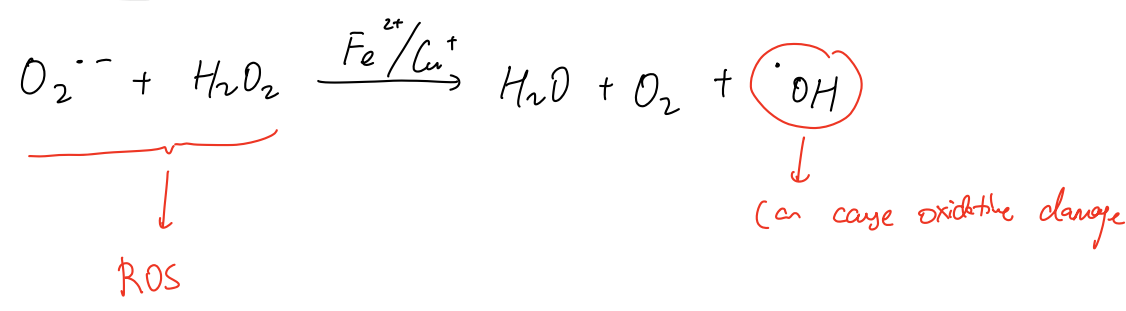 O₂˙⁻ + H₂O₂ Fe²⁺/Cu⁺ → H₂O + O₂ + ˙OH
Can cause oxidative damage
ROS